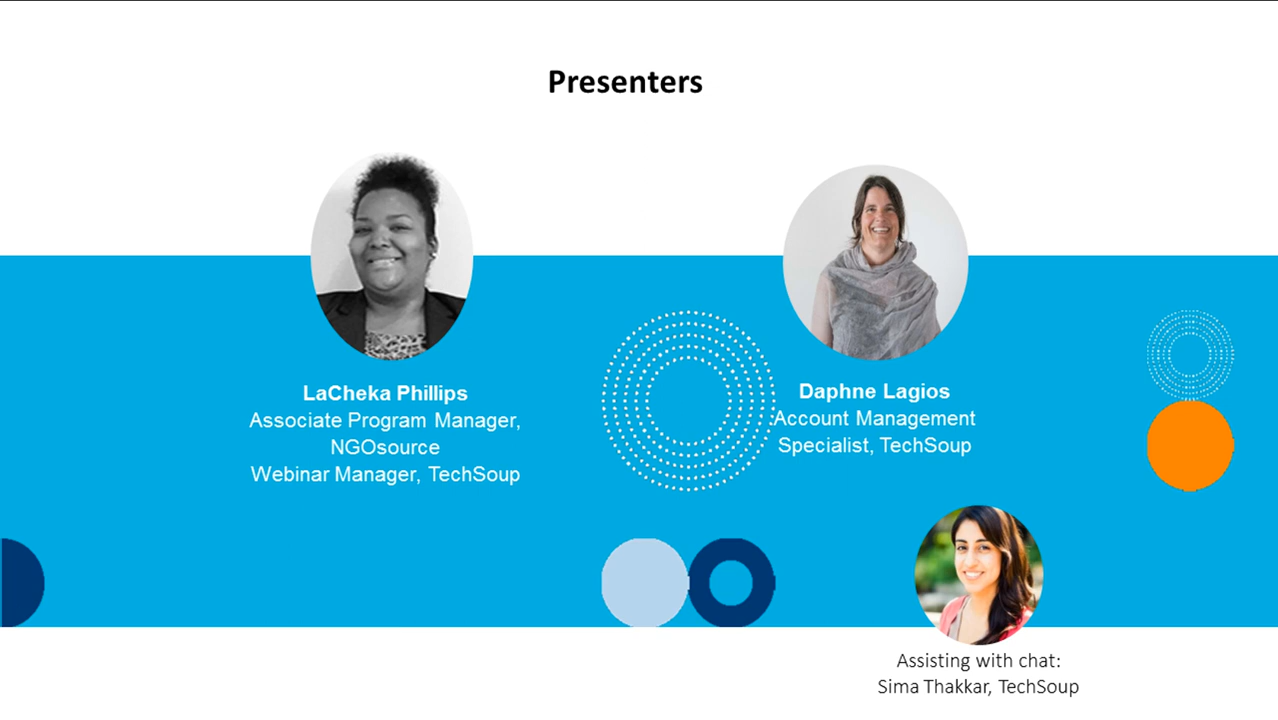 Presenters
LaCheka Phillips
Associate Program Manager,
NGOsource
Webinar Manager, TechSoup
Daphne Lagios
Account Management
Specialist, TechSoup
Assisting with chat:
Sima Thakkar, TechSoup